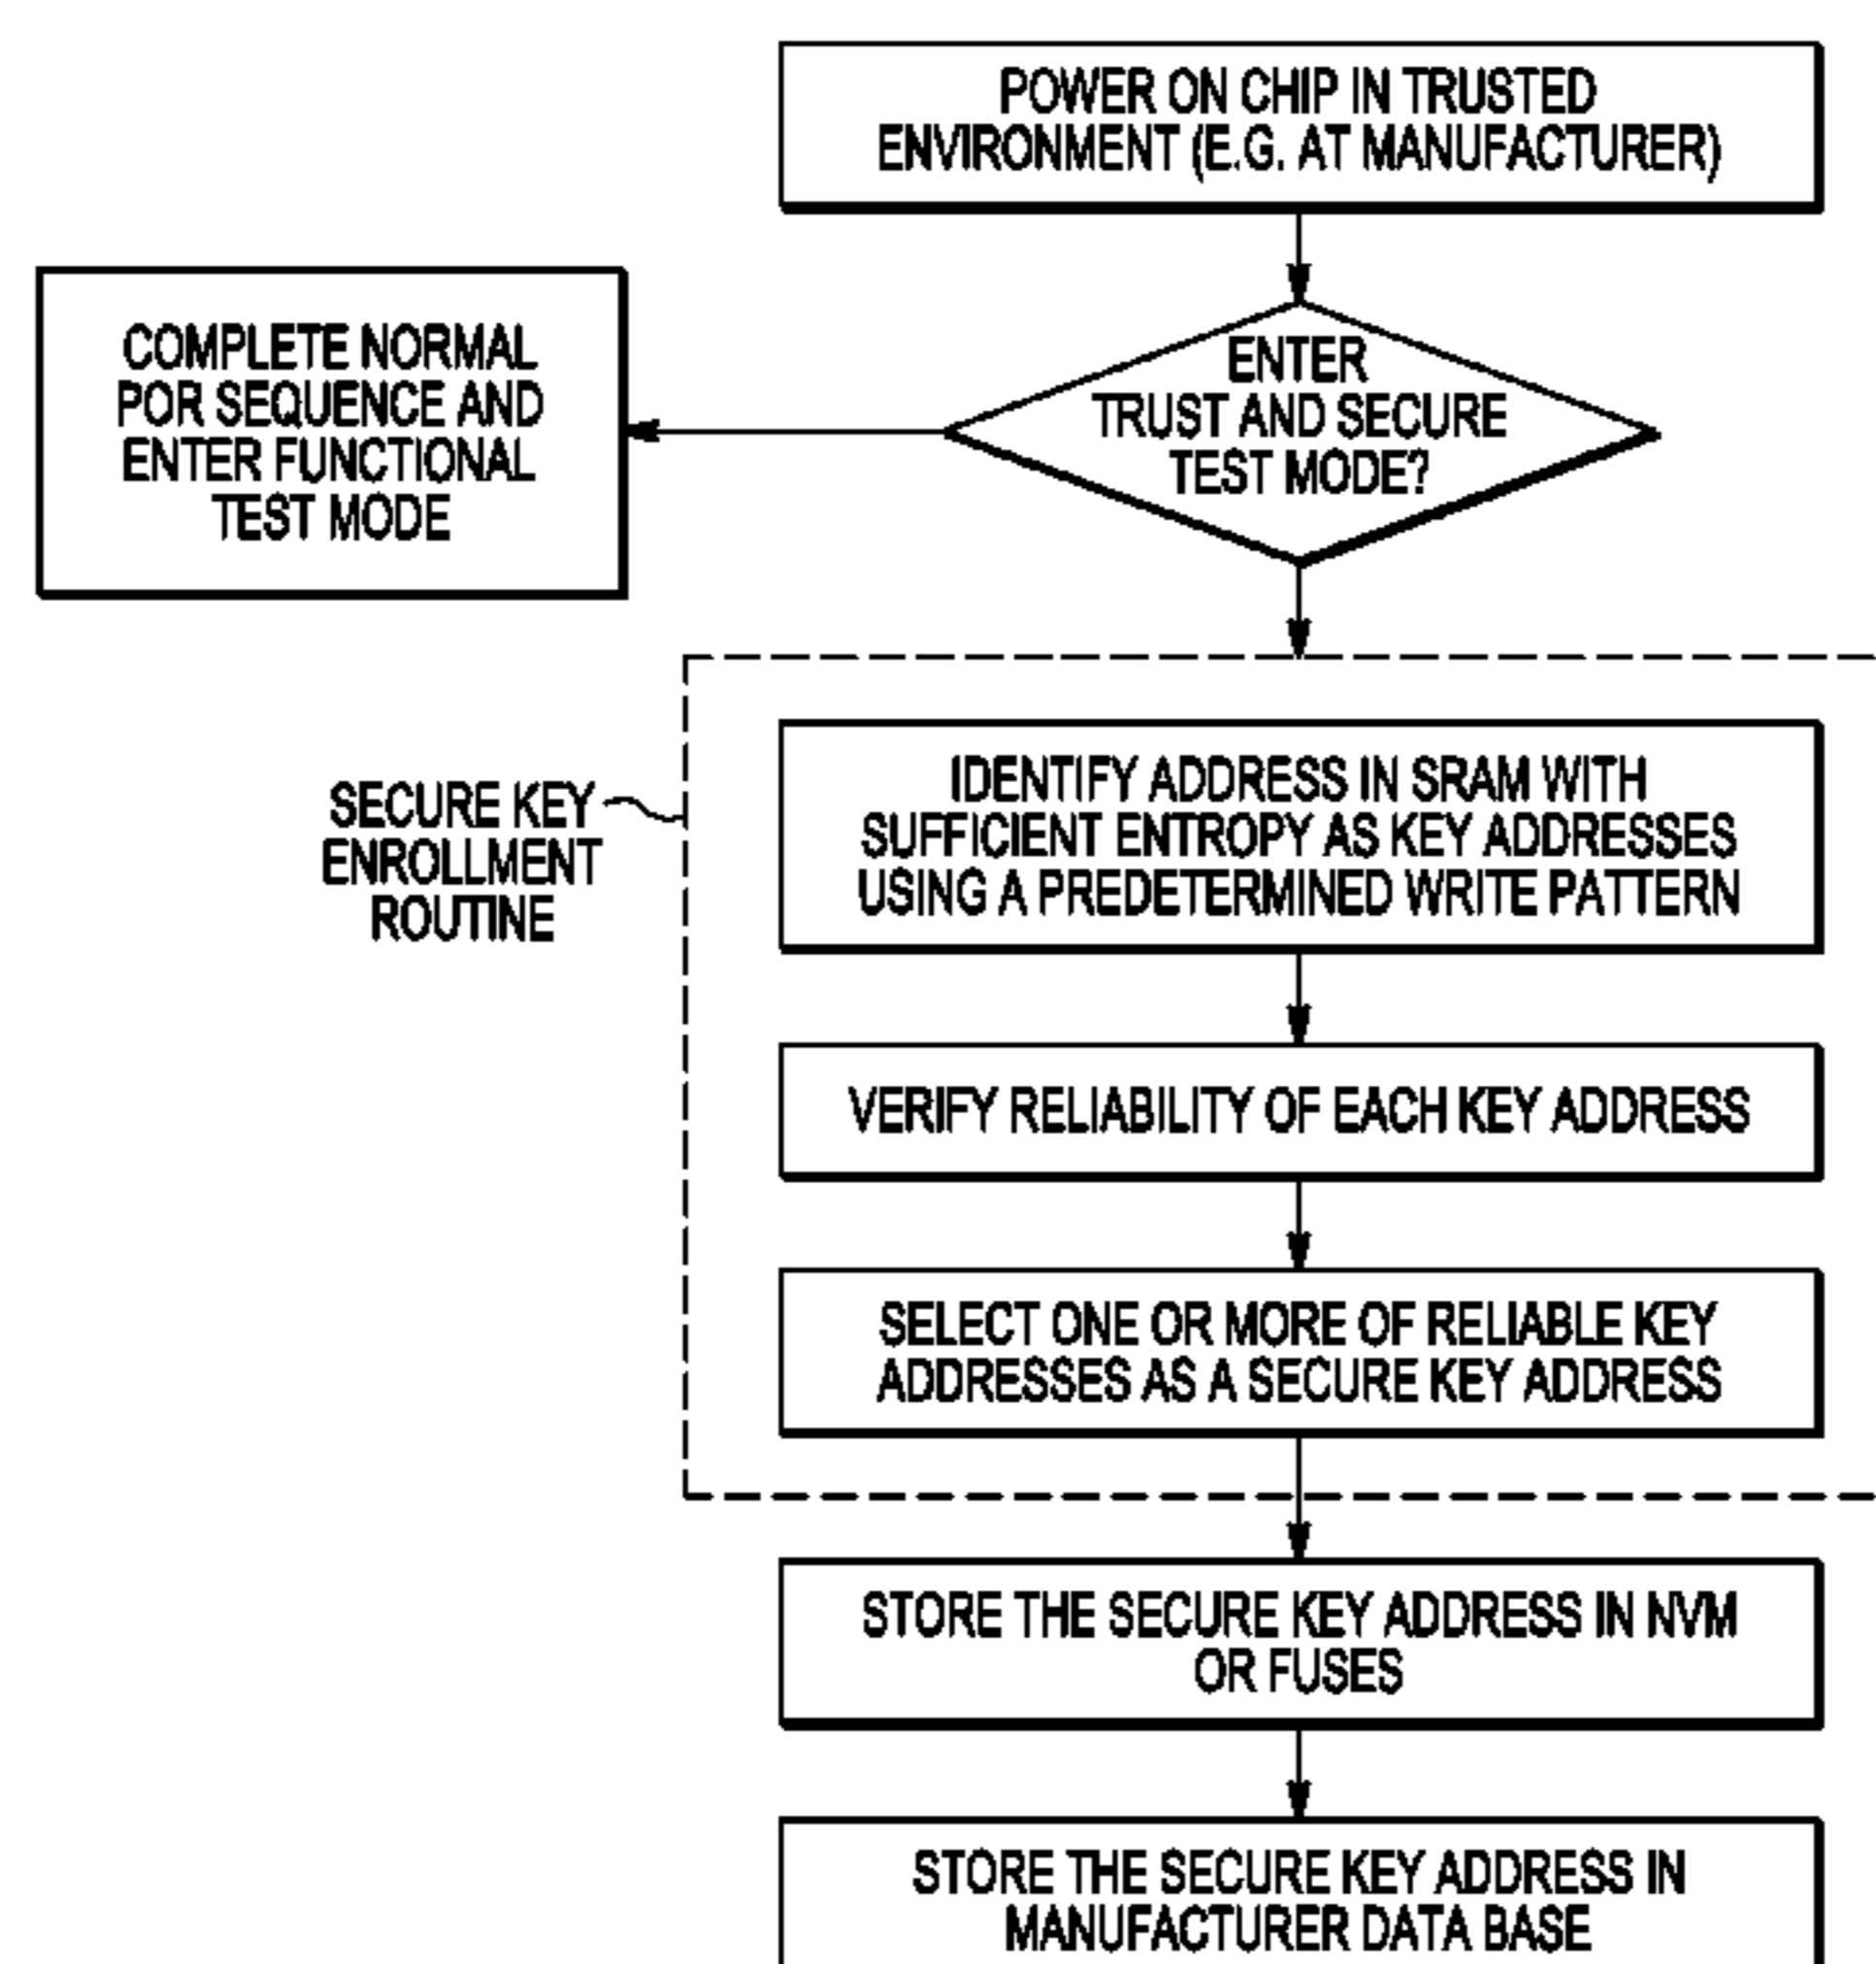 POWER ON CHIP IN TRUSTED
ENVIRONMENT (E.G. AT MANUFACTURER)
COMPLETE NORMAL
POR SEQUENCE AND
ENTER FUNCTIONAL
TEST MODE
ENTER
TRUST AND SECURE
TEST MODE?
SECURE KEY
ENROLLMENT
ROUTINE
IDENTIFY ADDRESS IN SRAM WITH
SUFFICIENT ENTROPY AS KEY ADDRESSES
USING A PREDETERMINED WRITE PATTERN
VERIFY RELIABILITY OF EACH KEY ADDRESS
SELECT ONE OR MORE OF RELIABLE KEY
ADDRESSES AS A SECURE KEY ADDRESS
STORE THE SECURE KEY ADDRESS IN NVM
OR FUSES
STORE THE SECURE KEY ADDRESS IN
MANUFACTURER DATA BASE